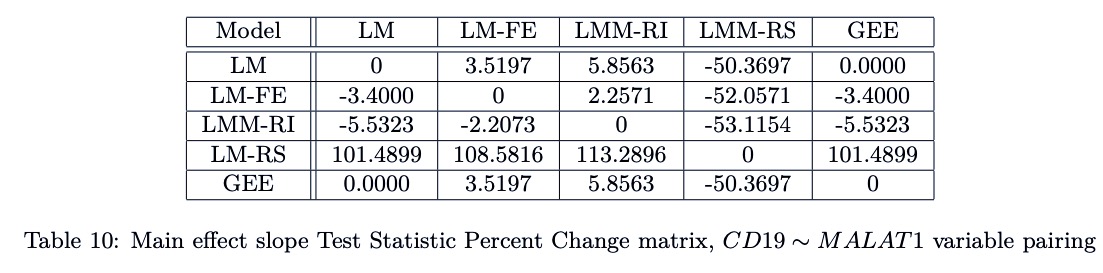 Model LM LM-FE LMM-RI LMM-RS GEE
LM 0 3.5197 5.8563 -50.3697 0.0000
LM-FE -3.4000 0 2.2571 -52.0571 -3.4000
LMM-RI -5.5323 -2.2073 0 -53.1154 -5.5323
LM-RS 101.4899 108.5816 113.2896 0 101.4899
GEE 0.0000 3.5197 5.8563 -50.3697 0
Table 10: Main effect slope Test Statistic Percent Change matrix, CD19 ∼ MALAT1 variable pairing